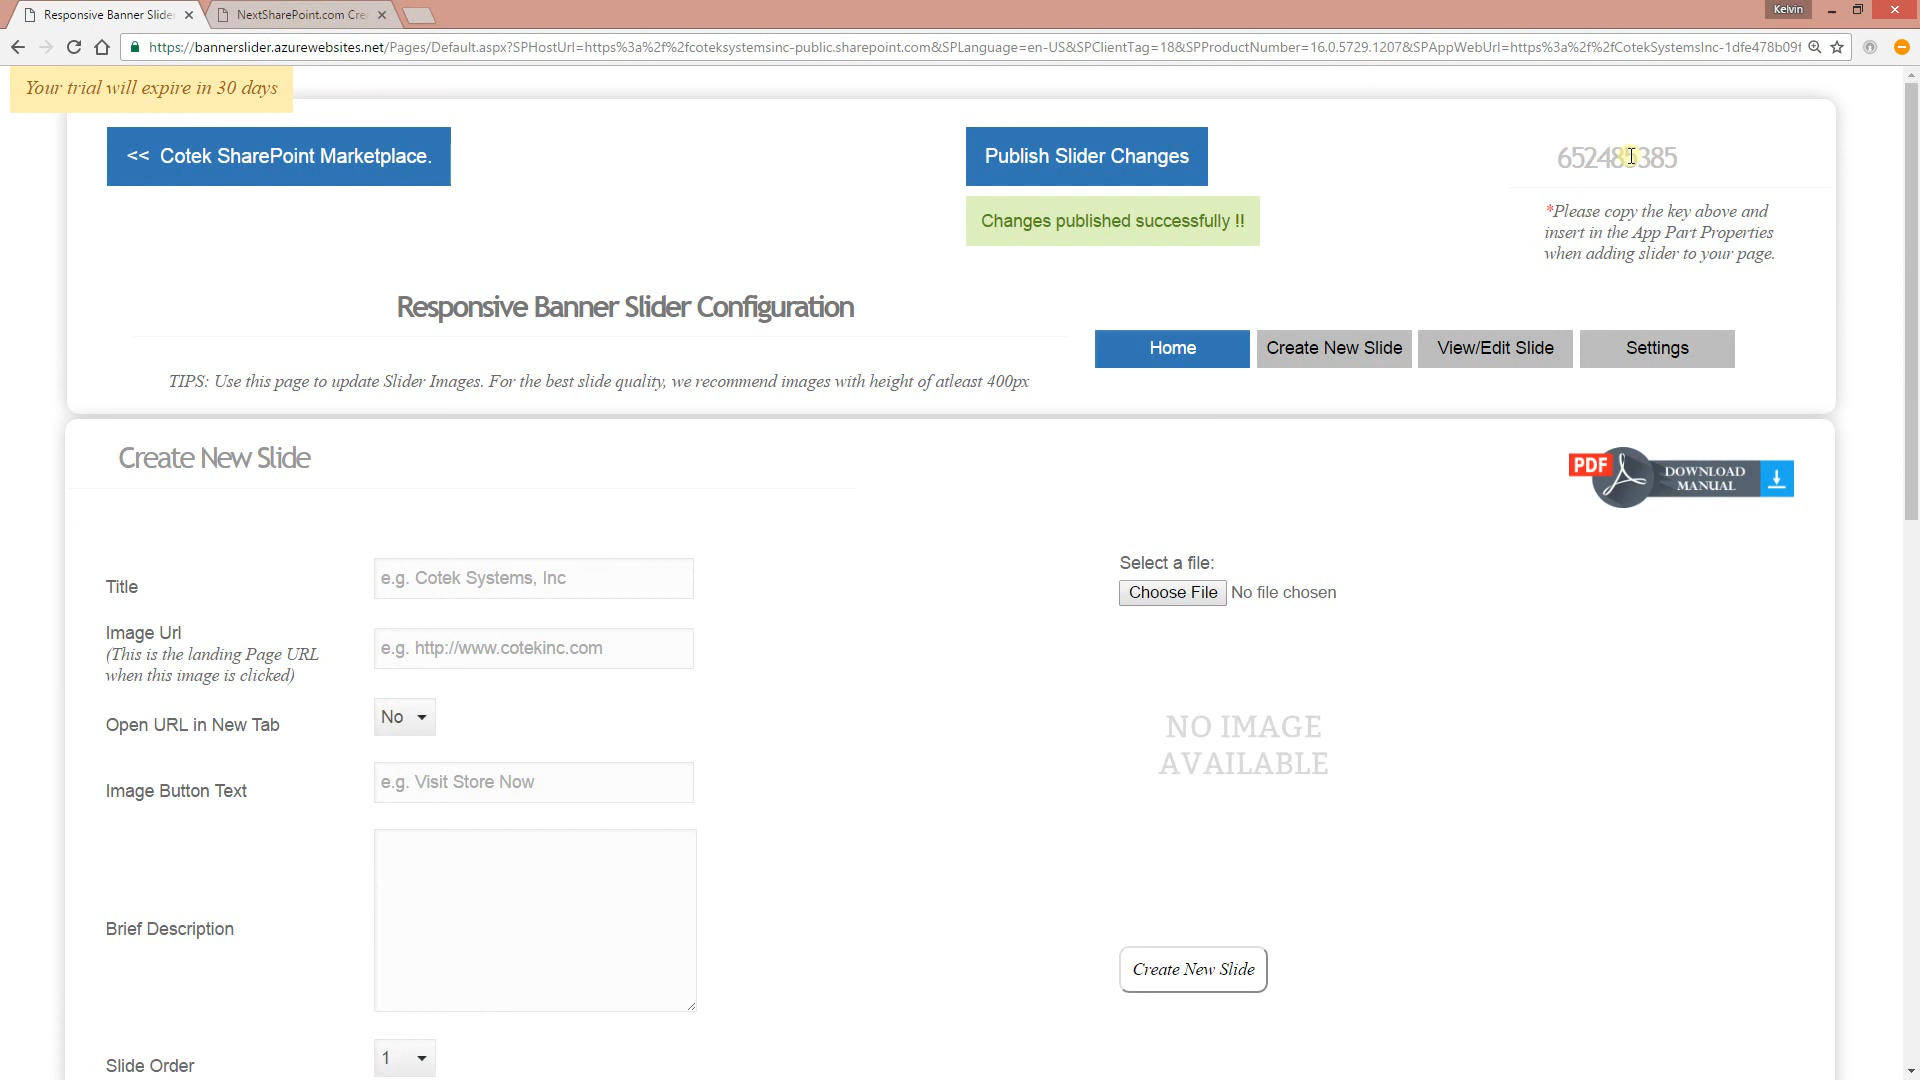 Responsive Banner Slide
NextSharePoint.com Cre
Kelvin
https://bannerslider.azurewebsites.net/Pages/Default.aspx?SPHostUrl=https%3a%2f%2fcoteksystemsinc-public.sharepoint.com&SPLanguage=en-US&SPClientTag=18&SPProductNumber=16.0.5729.1207&SPAppWebUrl=https%3a%2f%2fCotekSystemsInc-1dfe478b09f
Your trial will expire in 30 days
<< Cotek SharePoint Marketplace.
Publish Slider Changes
652485385
Changes published successfully !!
*Please copy the key above and
insert in the App Part Properties
when adding slider to your page.
Responsive Banner Slider Configuration
Home
Create New Slide
View/Edit Slide
Settings
TIPS: Use this page to update Slider Images. For the best slide quality, we recommend images with height of atleast 400px
Create New Slide
PDF
DOWNLOAD
MANUAL
Title
e.g. Cotek Systems, Inc
Select a file:
Choose File No file chosen
Image Url
(This is the landing Page URL
when this image is clicked)
e.g. http://www.cotekinc.com
Open URL in New Tab
No
NO IMAGE
AVAILABLE
Image Button Text
e.g. Visit Store Now
Brief Description
Create New Slide
Slide Order
1